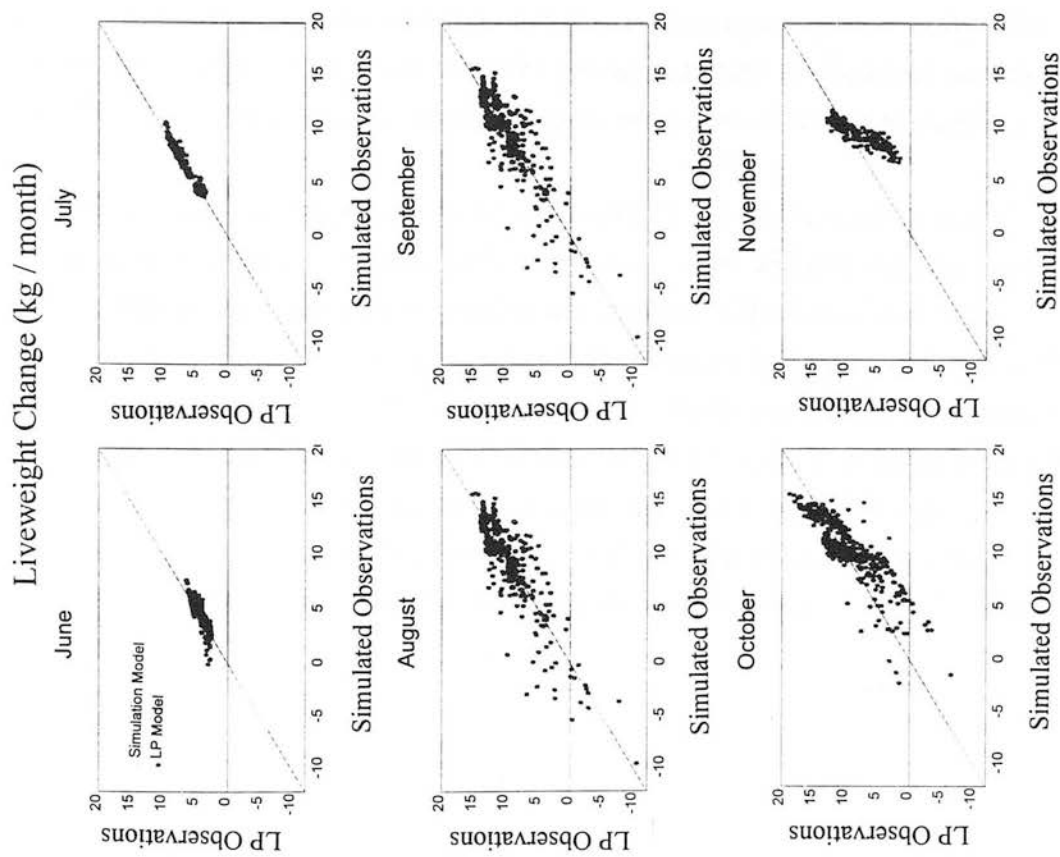 Liveweight Change (kg / month)
June
20
15
10
5
0
-5
-10
LP Observations
Simulation Model
LP Model
-10 -5 0 5 10 15 20
Simulated Observations
July
20
15
10
5
0
-5
-10
LP Observations
-10 -5 0 5 10 15 20
Simulated Observations
August
20
15
10
5
0
-5
-10
LP Observations
-10 -5 0 5 10 15 20
Simulated Observations
September
20
15
10
5
0
-5
-10
LP Observations
-10 -5 0 5 10 15 20
Simulated Observations
October
20
15
10
5
0
-5
-10
LP Observations
-10 -5 0 5 10 15 20
Simulated Observations
November
20
15
10
5
0
-5
-10
LP Observations
-10 -5 0 5 10 15 20
Simulated Observations